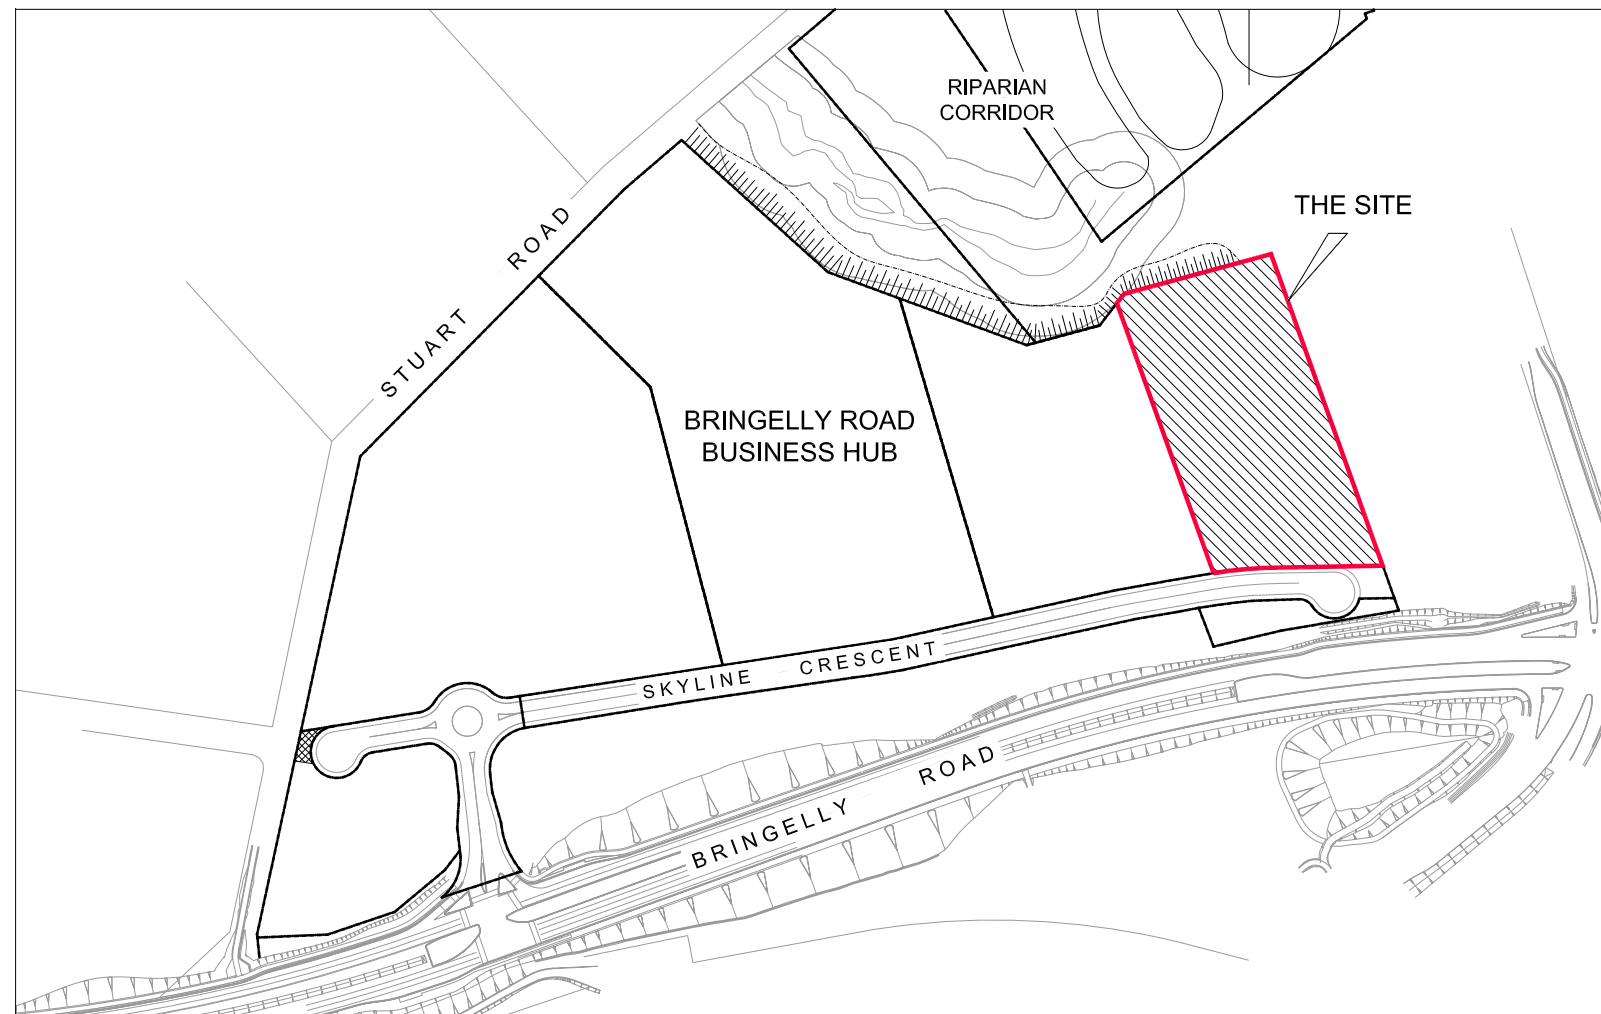 RIPARIAN
CORRIDOR
THE SITE
STUART ROAD
BRINGELLY ROAD
BUSINESS HUB
SKYLINE CRESCENT
BRINGELLY ROAD